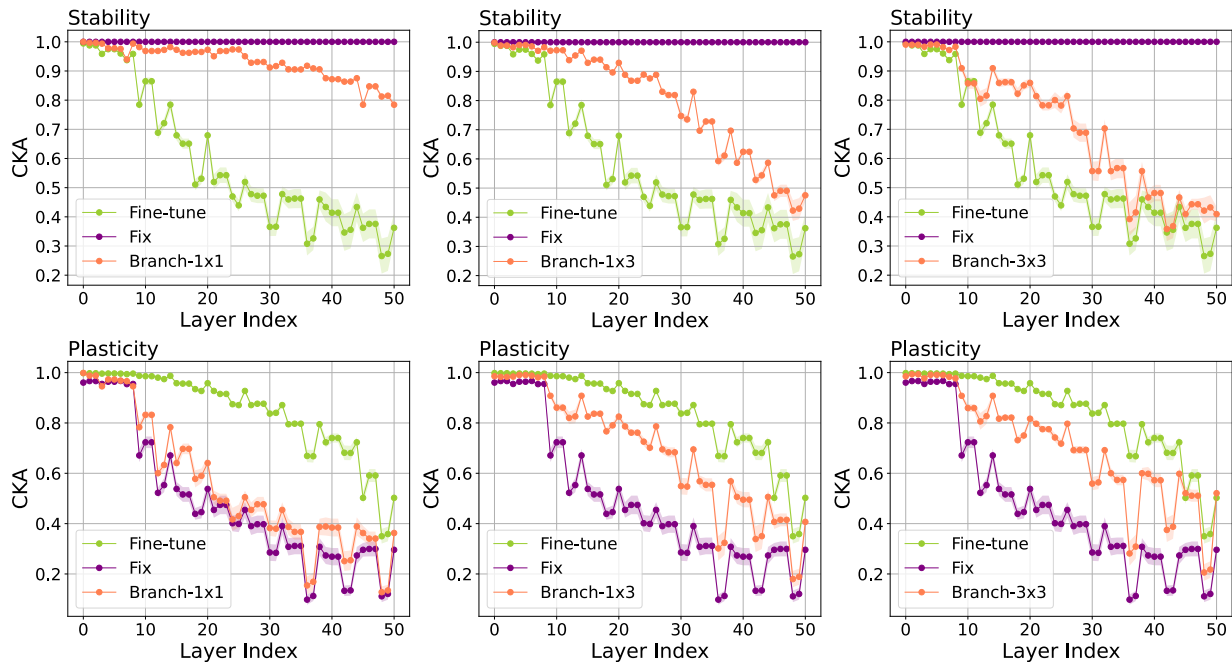 Stability
1.0
0.9
0.8
0.7
0.6
0.5
0.4
0.3
0.2
CKA
Fine-tune
Fix
Branch-1x1
0 10 20 30 40 50
Layer Index
Stability
1.0
0.9
0.8
0.7
0.6
0.5
0.4
0.3
0.2
CKA
Fine-tune
Fix
Branch-1x3
0 10 20 30 40 50
Layer Index
Stability
1.0
0.9
0.8
0.7
0.6
0.5
0.4
0.3
0.2
CKA
Fine-tune
Fix
Branch-3x3
0 10 20 30 40 50
Layer Index
Plasticity
1.0
0.8
0.6
0.4
0.2
CKA
Fine-tune
Fix
Branch-1x1
0 10 20 30 40 50
Layer Index
Plasticity
1.0
0.8
0.6
0.4
0.2
CKA
Fine-tune
Fix
Branch-1x3
0 10 20 30 40 50
Layer Index
Plasticity
1.0
0.8
0.6
0.4
0.2
CKA
Fine-tune
Fix
Branch-3x3
0 10 20 30 40 50
Layer Index